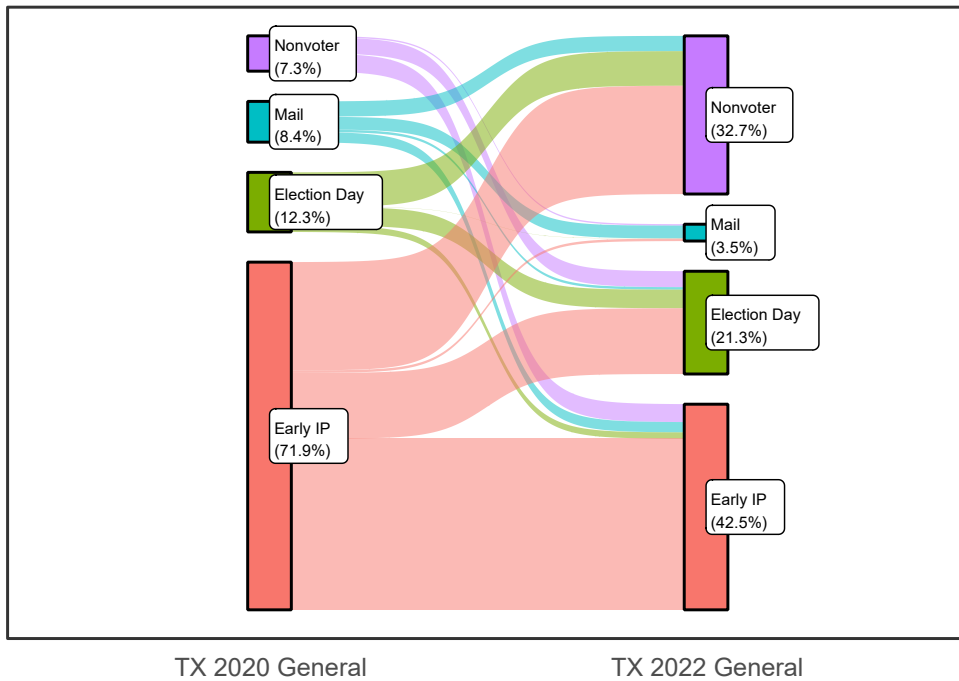 Nonvoter
(7.3%)
Mail
(8.4%)
Election Day
(12.3%)
Early IP
(71.9%)
Nonvoter
(32.7%)
Mail
(3.5%)
Election Day
(21.3%)
Early IP
(42.5%)
TX 2020 General
TX 2022 General